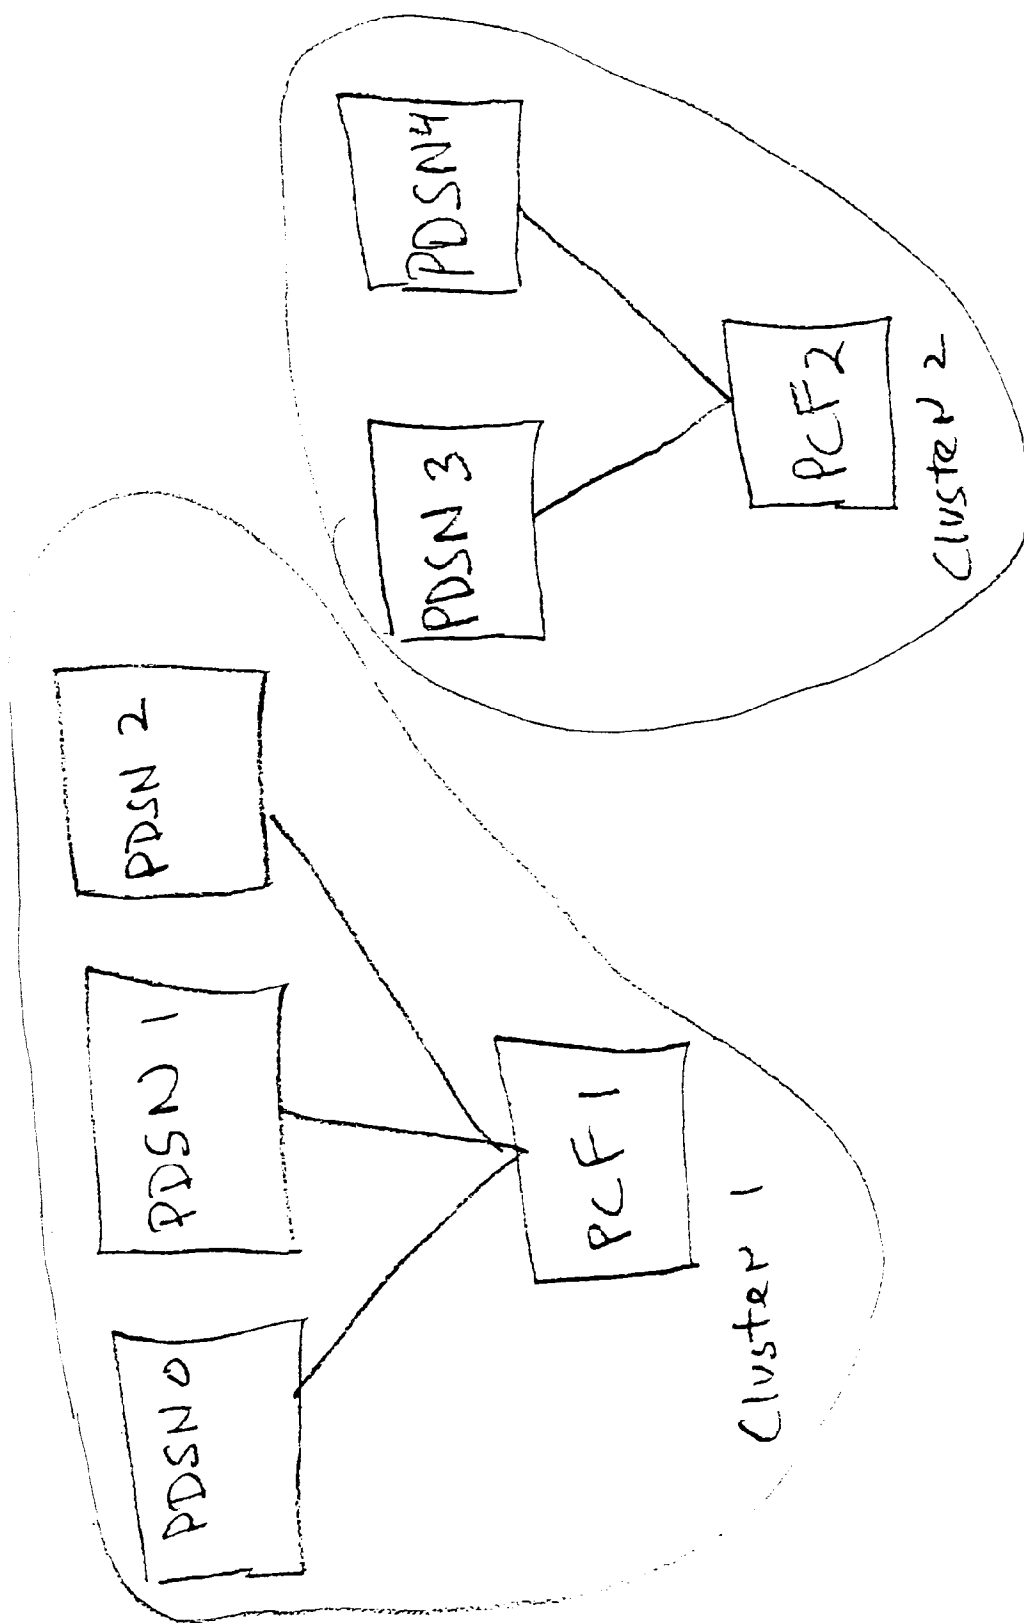 PDSN 0
PDSN 1
PDSN 2
PCF 1
Cluster 1
PDSN 3
PDSN 4
PCF 2
Cluster 2